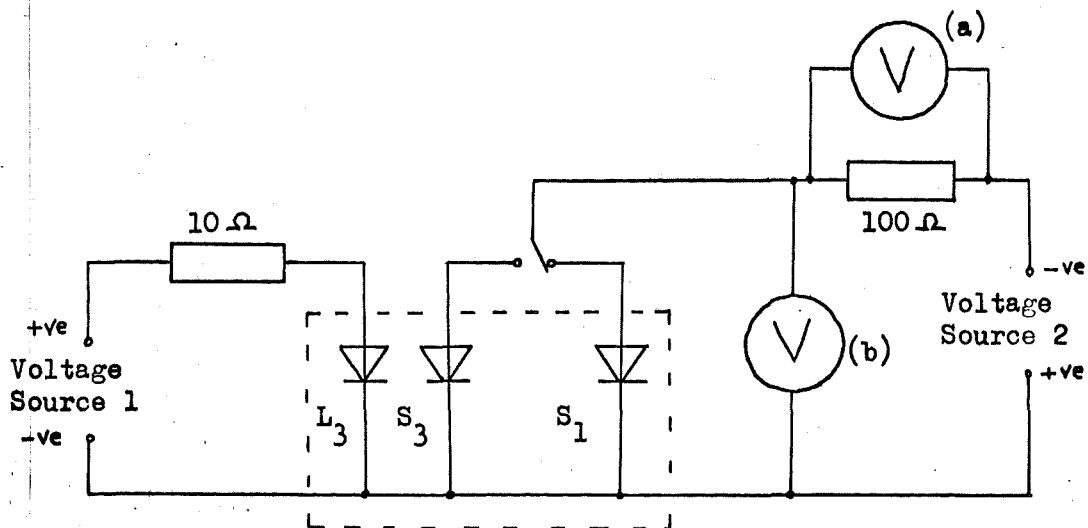 (a)
V
10 Ω
100 Ω
-ve
Voltage
Source 2
+ve
+ve
Voltage
Source 1
-ve
V
(b)
L3
S3
S1